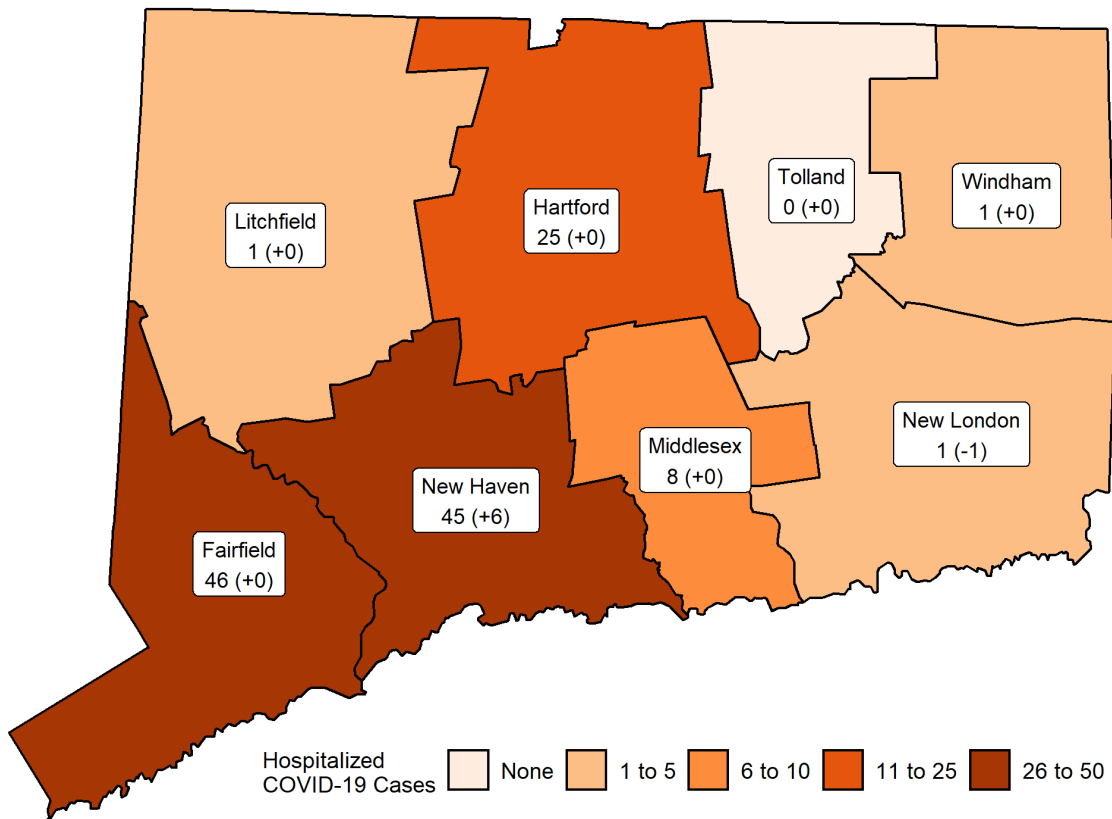 Tolland
0 (+0)
Windham
1 (+0)
Litchfield
1 (+0)
Hartford
25 (+0)
New London
1 (-1)
Middlesex
8 (+0)
New Haven
45 (+6)
Fairfield
46 (+0)
Hospitalized
COVID-19 Cases
None
1 to 5
6 to 10
11 to 25
26 to 50